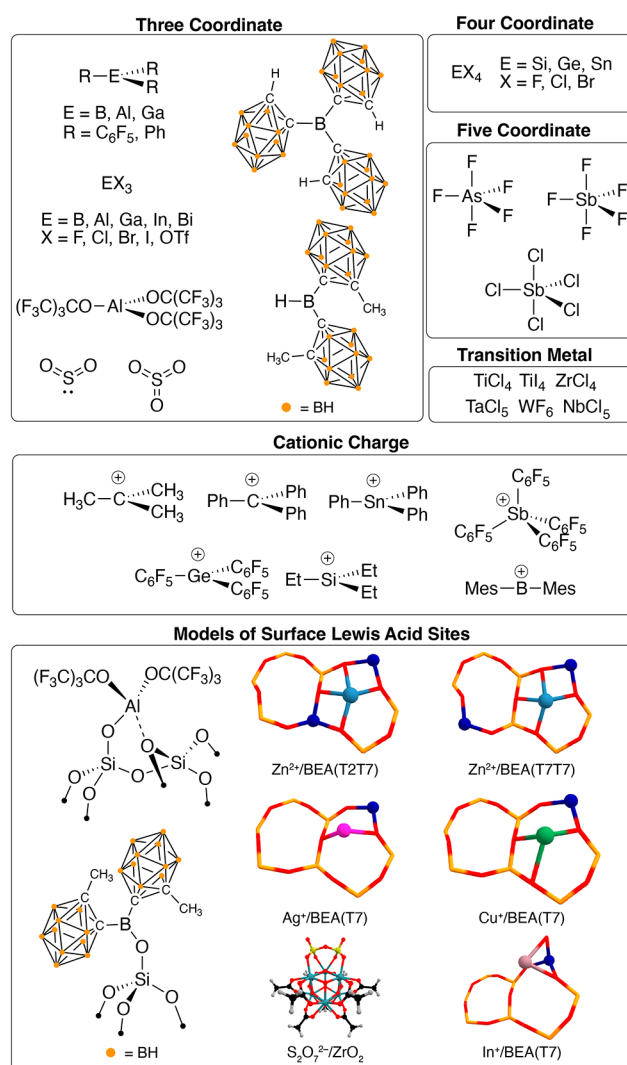 Three Coordinate
R
R–E
R
R
E = B, Al, Ga
R = C6F5, Ph
EX3
E = B, Al, Ga, In, Bi
X = F, Cl, Br, I, OTf
(F3C)3CO–Al
OC(CF3)3
OC(CF3)3
O
O
S
O
S
O
O
H
C
C
B
C
C
H
C
H
C
C
C
H–B
CH3
C
H3C
C
= BH
Four Coordinate
EX4
E = Si, Ge, Sn
X = F, Cl, Br
Five Coordinate
F
F
F–As
F
F
F
F
F–Sb
F
F
Cl
Cl
Cl–Sb
Cl
Cl
Transition Metal
TiCl4 TiI4 ZrCl4
TaCl5 WF6 NbCl5
Cationic Charge
+
H3C–C
CH3
CH3
+
Ph–C
Ph
Ph
+
Ph–Sn
Ph
Ph
C6F5
+
Sb
C6F5
C6F5
C6F5
+
C6F5–Ge
C6F5
C6F5
+
Et–Si
Et
Et
+
Mes–B–Mes
Models of Surface Lewis Acid Sites
(F3C)3CO
OC(CF3)3
Al
O
O
O
Si
Si
O
O
O
O
Zn2+/BEA(T2T7)
Zn2+/BEA(T7T7)
Ag+/BEA(T7)
Cu+/BEA(T7)
CH3
C
C
C
C
CH3
B
O
Si
O
O
O
= BH
S2O72−/ZrO2
In+/BEA(T7)